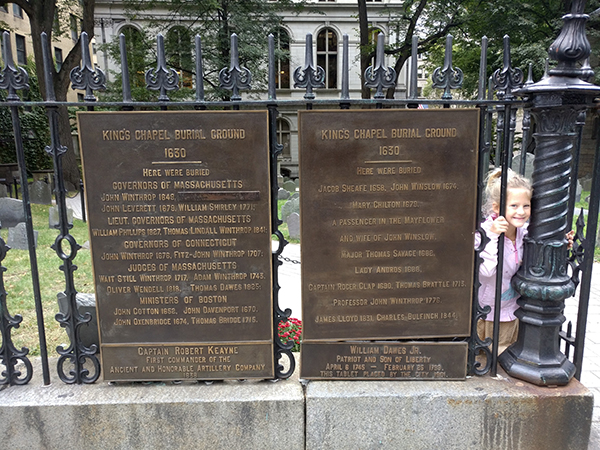 KING'S CHAPEL BURIAL GROUND
1630
HERE WERE BURIED
GOVERNORS OF MASSACHUSETTS
JOHN WINTHROP 1649,
JOHN LEVERETT 1679, WILLIAM SHIRLEY 1771.
LIEUT. GOVERNORS OF MASSACHUSETTS
WILLIAM PHILLIPS 1827, THOMAS LINDALL WINTHROP 1841
GOVERNORS OF CONNECTICUT
JOHN WINTHROP 1676, FITZ-JOHN WINTHROP 1707:
JUDGES OF MASSACHUSETTS
WAIT STILL WINTHROP 1717, ADAM WINTHROP 1743,
OLIVER WENDELL 1818, THOMAS DAWES 1825:
MINISTERS OF BOSTON
JOHN COTTON 1652, JOHN DAVENPORT 1670,
JOHN OXENBRIDGE 1674, THOMAS BRIDGE 1715.
CAPTAIN ROBERT KEAYNE
FIRST COMMANDER OF THE
ANCIENT AND HONORABLE ARTILLERY COMPANY
KING'S CHAPEL BURIAL GROUND
1630
HERE WERE BURIED
JACOB SHEAFE 1658, JOHN WINSLOW 1674
MARY CHILTON 1679
A PASSENGER IN THE MAYFLOWER
AND WIFE OF JOHN WINSLOW
MAJOR THOMAS SAVAGE 1682
LADY ANDROS 1688
CAPTAIN ROGER CLAP 1690, THOMAS BRATTLE 1713
PROFESSOR JOHN WINTHROP 1779
JAMES LLOYD 1831, CHARLES BULFINCH 1844
WILLIAM DAWES JR.
PATRIOT AND SON OF LIBERTY
APRIL 6 1745 — FEBRUARY 25 1799
THIS TABLET PLACED BY THE CITY